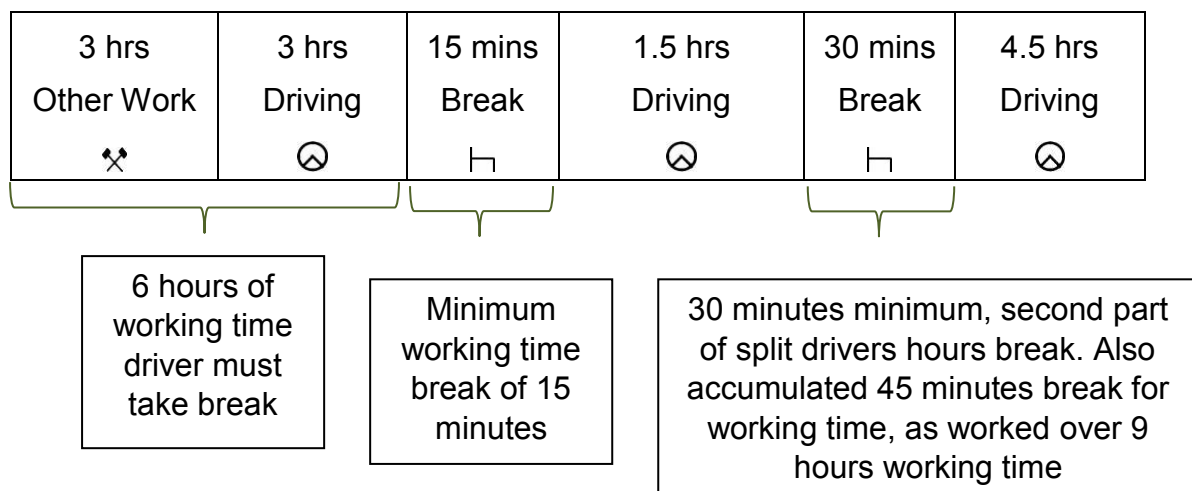 3 hrs
Other Work
3 hrs
Driving
15 mins
Break
1.5 hrs
Driving
30 mins
Break
4.5 hrs
Driving
6 hours of
working time
driver must
take break
Minimum
working time
break of 15
minutes
30 minutes minimum, second part
of split drivers hours break. Also
accumulated 45 minutes break for
working time, as worked over 9
hours working time